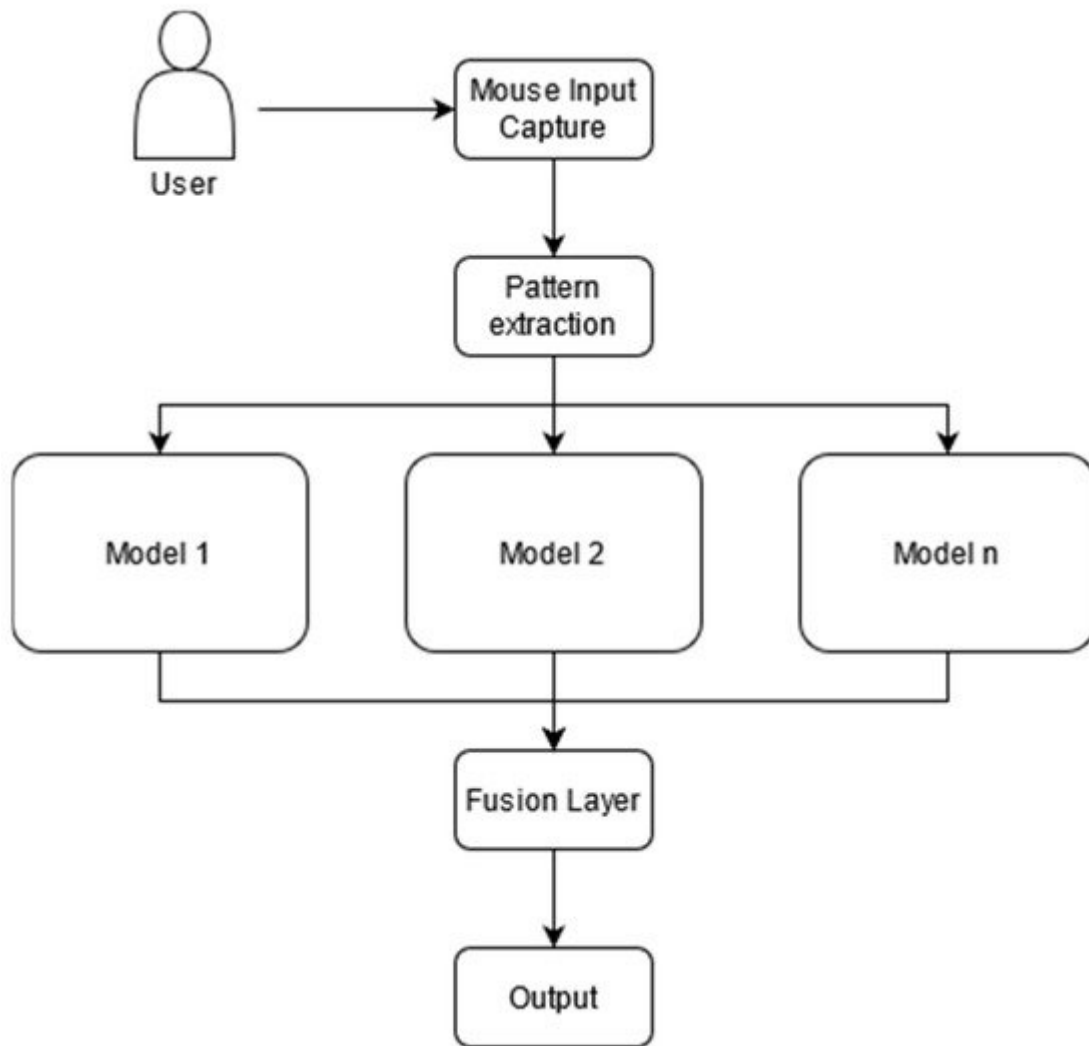 Mouse Input
Capture
User
Pattern
extraction
Model 1
Model 2
Model n
Fusion Layer
Output